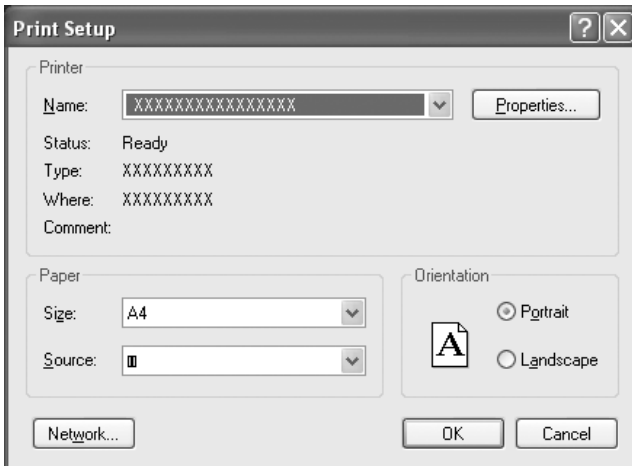 Print Setup
Printer
Name: XXXXXXXXXXXXXXXX Properties...
Status: Ready
Type: XXXXXXXXX
Where: XXXXXXXXX
Comment:
Paper
Size: A4
Source:
Orientation
A
Portrait
Landscape
Network... OK Cancel